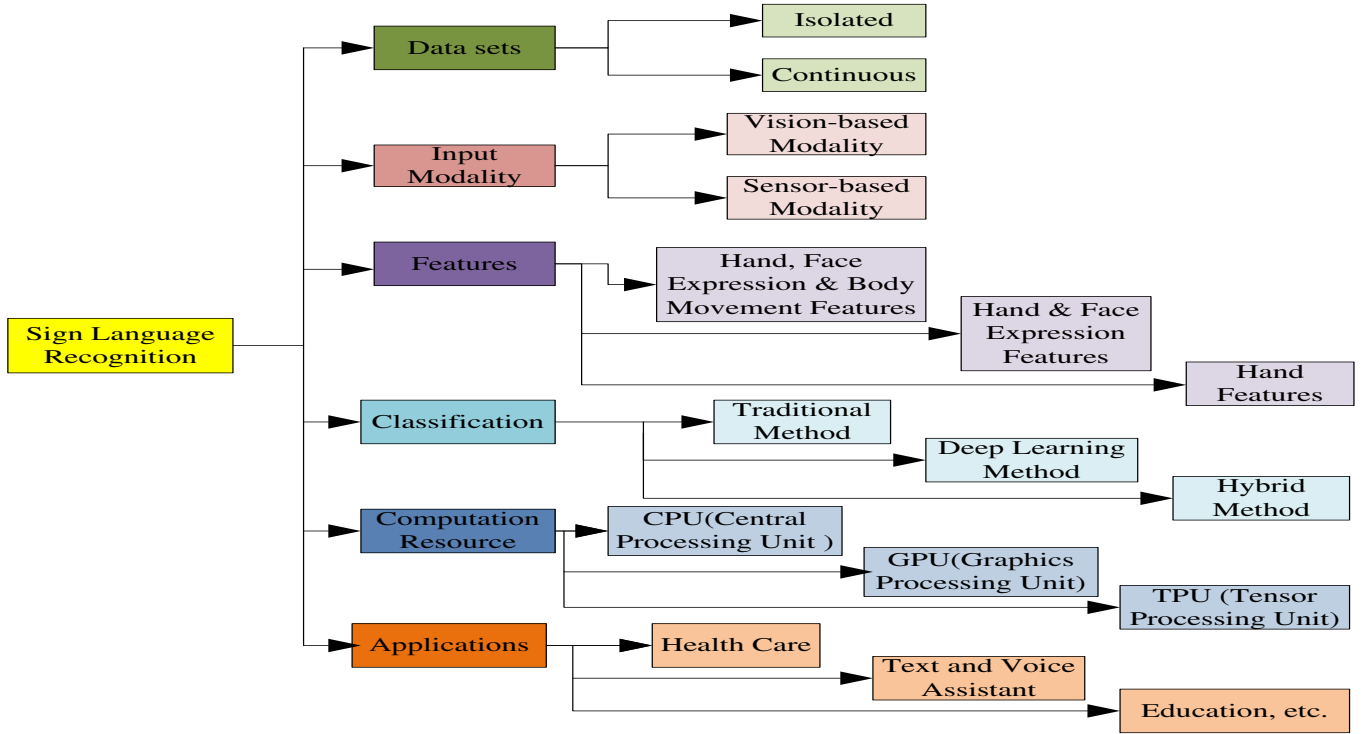 Isolated
Data sets
Continuous
Vision-based
Modality
Input
Modality
Sensor-based
Modality
Features
Hand, Face
Expression & Body
Movement Features
Hand & Face
Expression
Features
Hand
Features
Sign Language
Recognition
Classification
Traditional
Method
Deep Learning
Method
Hybrid
Method
Computation
Resource
CPU(Central
Processing Unit )
GPU(Graphics
Processing Unit)
TPU (Tensor
Processing Unit)
Applications
Health Care
Text and Voice
Assistant
Education, etc.